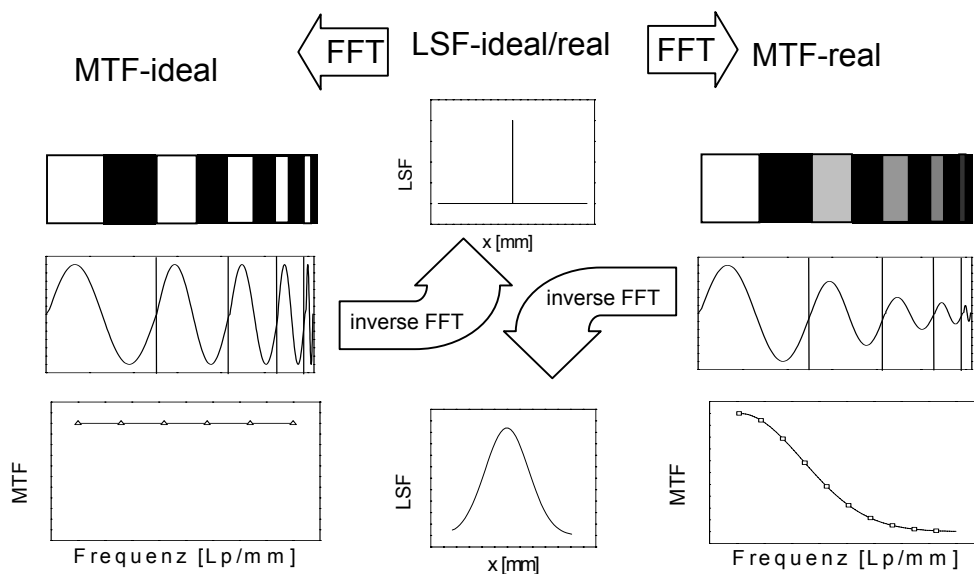 FFT
LSF-ideal/real
FFT
MTF-ideal
MTF-real
LSF
x [mm]
inverse FFT
inverse FFT
MTF
Frequenz [Lp/mm]
LSF
x [mm]
MTF
Frequenz [Lp/mm]